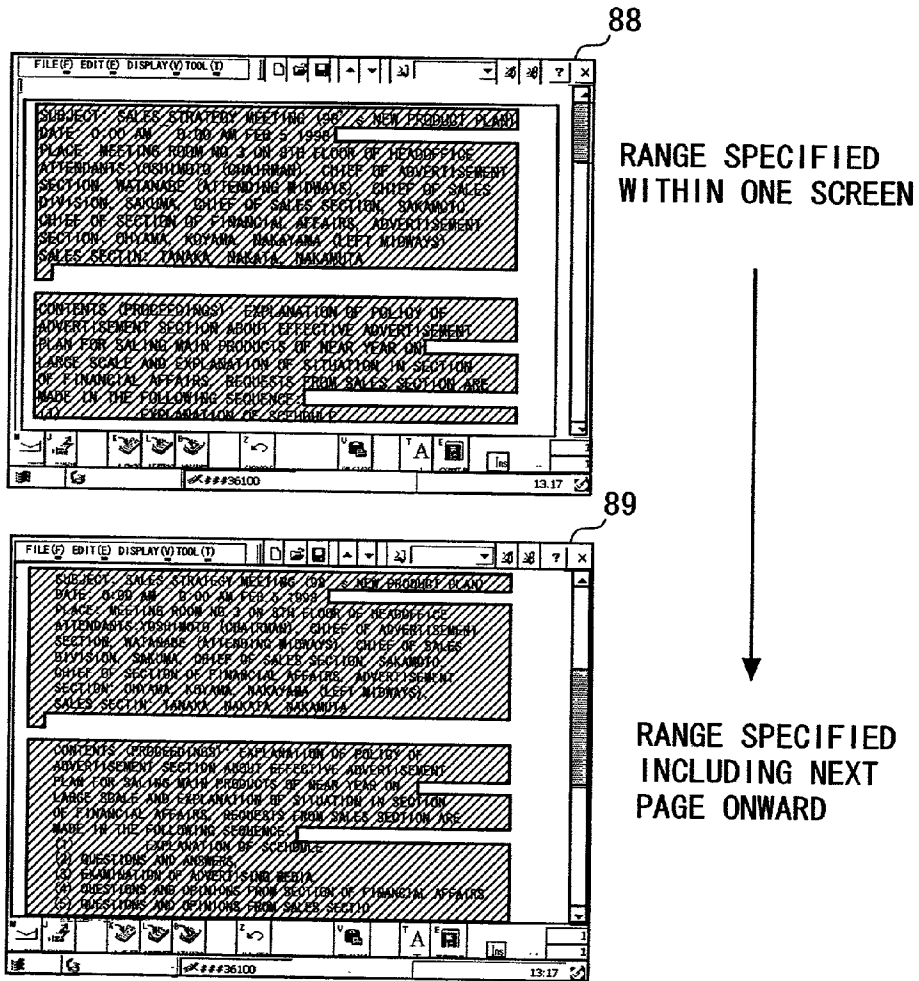 88
FILE(F) EDIT(E) DISPLAY(V) TOOL(T)
? ×
SUBJECT: SALES STRATEGY MEETING (98' s NEW PRODUCT PLAN)
DATE: 0:00 AM 0:00 AM FEB 5 1998
PLACE: MEETING ROOM NO 3 ON 8TH FLOOR OF HEADOFFICE
ATTENDANTS:YOSHIMOTO (CHAIRMAN), CHIEF OF ADVERTISEMENT
SECTION, WATANABE (ATTENDING MIDWAYS), CHIEF OF SALES
DIVISION, SAKUMA, CHIEF OF SALES SECTION, SAKAMOTO,
CHIEF OF SECTION OF FINANCIAL AFFAIRS, ADVERTISEMENT
SECTION, OHYAMA, KOYAMA, NAKAYAMA (LEFT MIDWAYS)
SALES SECTIN: TANAKA, NAKATA, NAKAMUTA
CONTENTS (PROCEEDINGS): EXPLANATION OF POLICY OF
ADVERTISEMENT SECTION ABOUT EFFECTIVE ADVERTISEMENT
PLAN FOR SALING MAIN PRODUCTS OF NEAR YEAR ON
LARGE SCALE AND EXPLANATION OF SITUATION IN SECTION
OF FINANCIAL AFFAIRS, REQUESTS FROM SALES SECTION ARE
MADE IN THE FOLLOWING SEQUENCE:
(1) EXPLANATION OF SCEHDULE
Z V T A E Ins
###36100 13.17
RANGE SPECIFIED
WITHIN ONE SCREEN
89
FILE(F) EDIT(E) DISPLAY(V) TOOL(T)
? ×
SUBJECT: SALES STRATEGY MEETING (98' s NEW PRODUCT PLAN)
DATE: 0:00 AM 0:00 AM FEB 5 1998
PLACE: MEETING ROOM NO 3 ON 8TH FLOOR OF HEADOFFICE
ATTENDANTS:YOSHIMOTO (CHAIRMAN), CHIEF OF ADVERTISEMENT
SECTION, WATANABE (ATTENDING MIDWAYS), CHIEF OF SALES
DIVISION, SAKUMA, CHIEF OF SALES SECTION, SAKAMOTO,
CHIEF OF SECTION OF FINANCIAL AFFAIRS, ADVERTISEMENT
SECTION, OHYAMA, KOYAMA, NAKAYAMA (LEFT MIDWAYS),
SALES SECTIN: TANAKA, NAKATA, NAKAMUTA
CONTENTS (PROCEEDINGS): EXPLANATION OF POLICY OF
ADVERTISEMENT SECTION ABOUT EFFECTIVE ADVERTISEMENT
PLAN FOR SALING MAIN PRODUCTS OF NEAR YEAR ON
LARGE SCALE AND EXPLANATION OF SITUATION IN SECTION
OF FINANCIAL AFFAIRS, REQUESTS FROM SALES SECTION ARE
MADE IN THE FOLLOWING SEQUENCE:
(1) EXPLANATION OF SCEHDULE
(2) QUESTIONS AND ANSWERS,
(3) EXAMINATION OF ADVERTISING MEDIA
(4) QUESTIONS AND OPINIONS FROM SECTION OF FINANCIAL AFFAIRS
(5) QUESTIONS AND OPINIONS FROM SALES SECTIO
Z V T A E Ins
###36100 13:17
RANGE SPECIFIED
INCLUDING NEXT
PAGE ONWARD